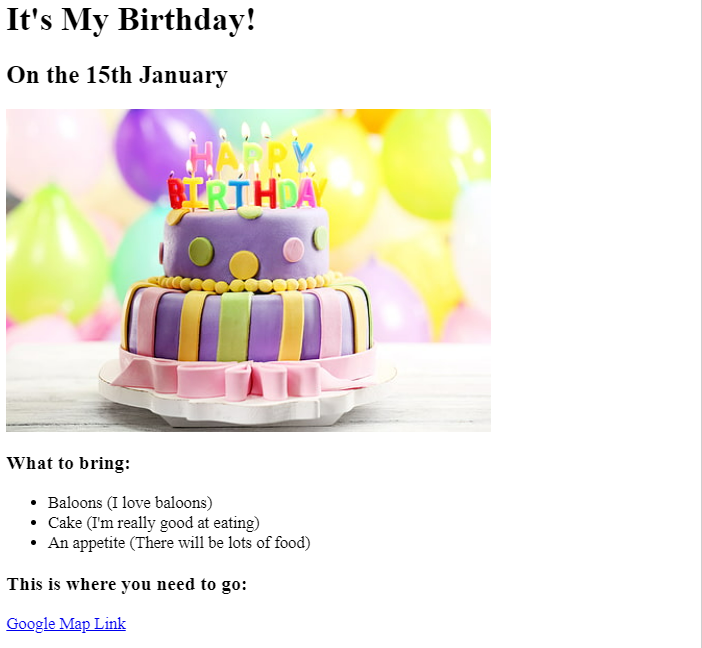 It's My Birthday!
On the 15th January
HAPPY
BIRTHDAY
What to bring:
Baloons (I love baloons)
Cake (I'm really good at eating)
An appetite (There will be lots of food)
This is where you need to go:
Google Map Link